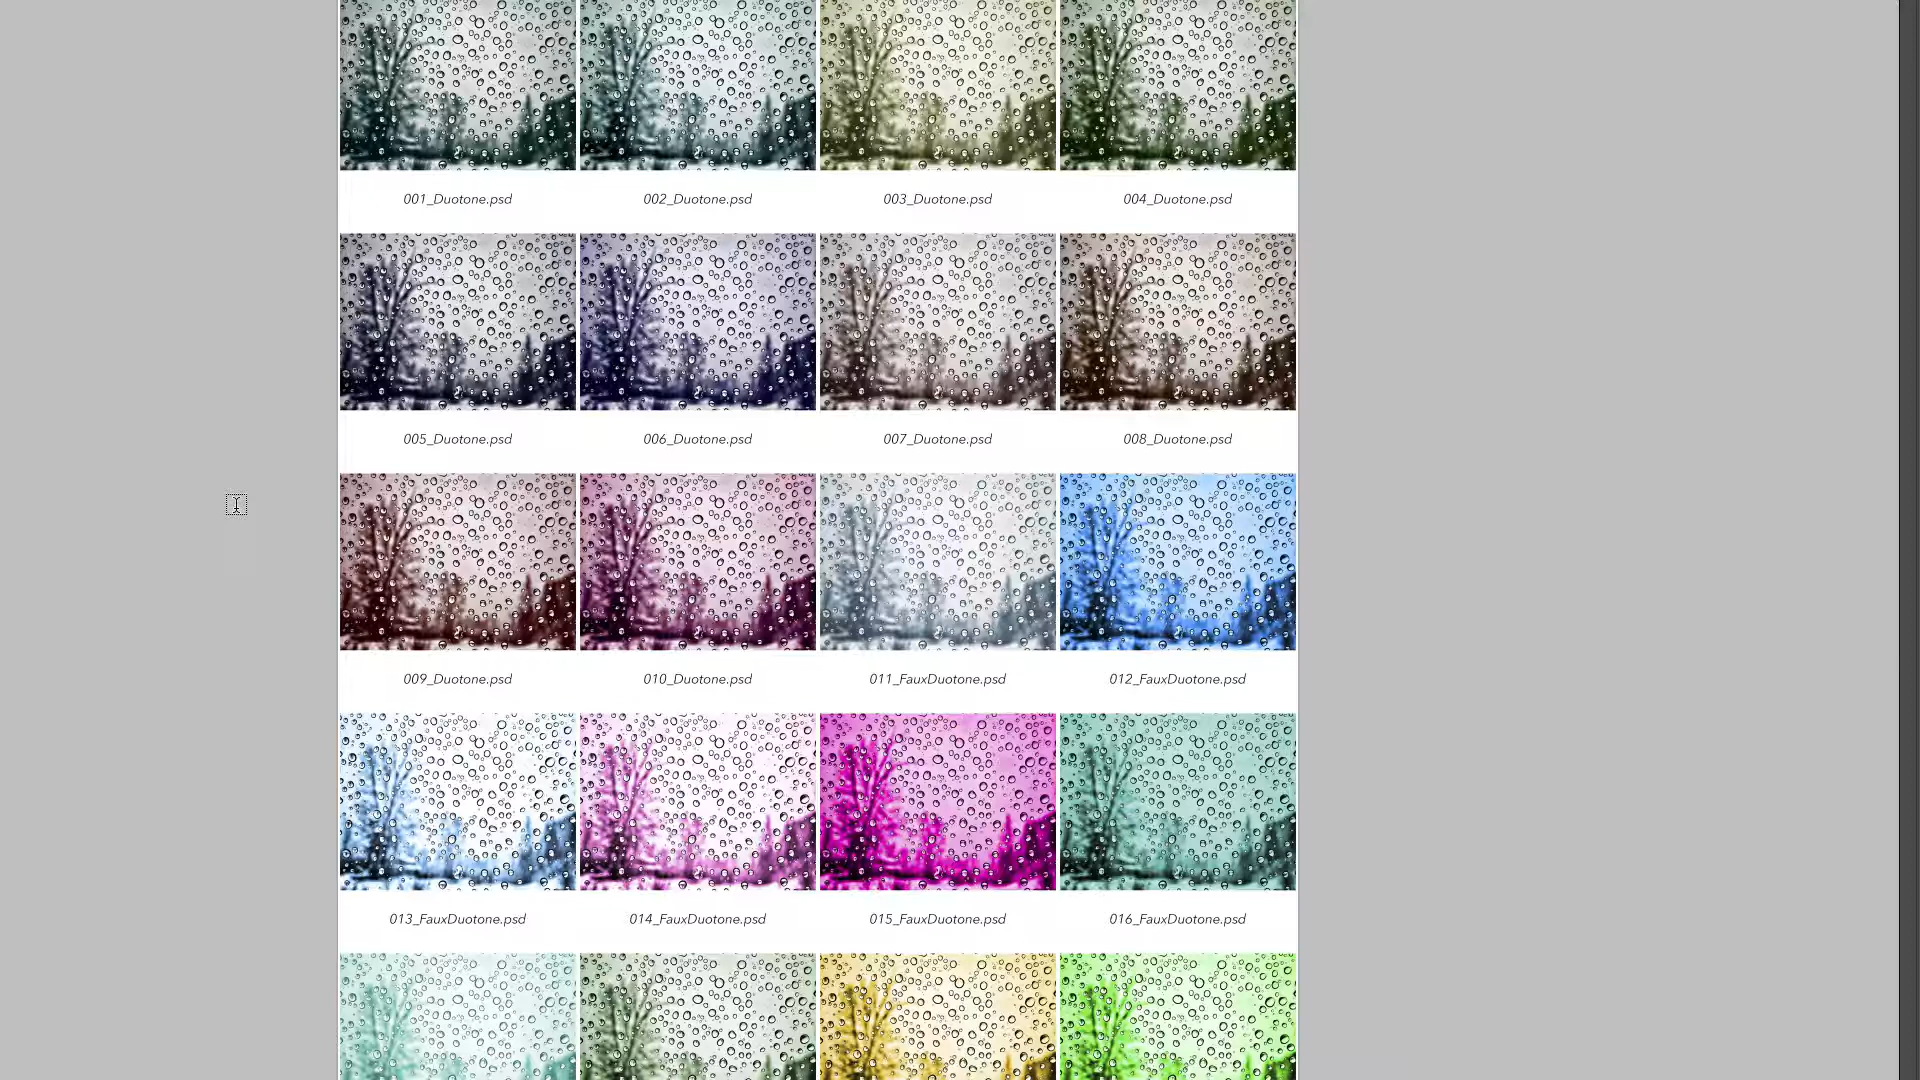 001_Duotone.psd
002_Duotone.psd
003_Duotone.psd
004_Duotone.psd
005_Duotone.psd
006_Duotone.psd
007_Duotone.psd
008_Duotone.psd
009_Duotone.psd
010_Duotone.psd
011_FauxDuotone.psd
012_FauxDuotone.psd
013_FauxDuotone.psd
014_FauxDuotone.psd
015_FauxDuotone.psd
016_FauxDuotone.psd